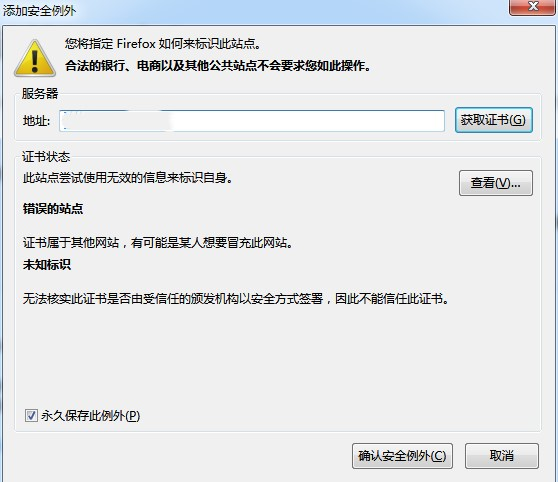 添加安全例外
您将指定 Firefox 如何来标识此站点。
合法的银行、电商以及其他公共站点不会要求您如此操作。
服务器
地址:
获取证书(G)
证书状态
此站点尝试使用无效的信息来标识自身。
查看(V)...
错误的站点
证书属于其他网站，有可能是某人想要冒充此网站。
未知标识
无法核实此证书是否由受信任的颁发机构以安全方式签署，因此不能信任此证书。
永久保存此例外(P)
确认安全例外(C)
取消